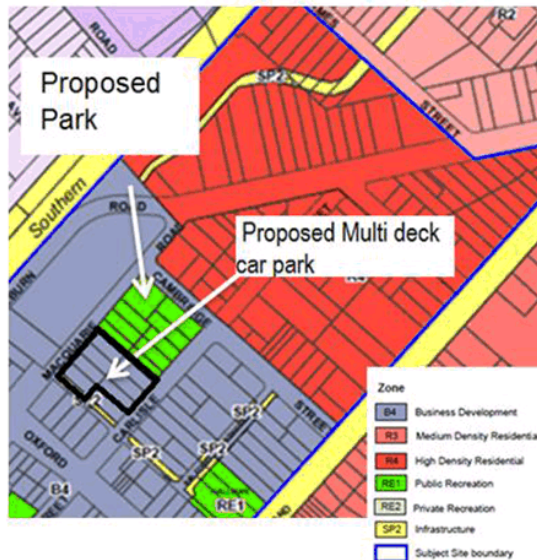 ROAD
R2
SP2
Proposed
Park
STREET
Southern
ROAD
ROAD
Proposed Multi deck
car park
R4
CAMBRIDGE
MACQUARIE
CARLISLE
SP2
SP2
SP2
STREET
OXFORD
B4
RE1
Zone
B4 Business Development
R3 Medium Density Residential
R4 High Density Residential
RE1 Public Recreation
RE2 Private Recreation
SP2 Infrastructure
Subject Site boundary